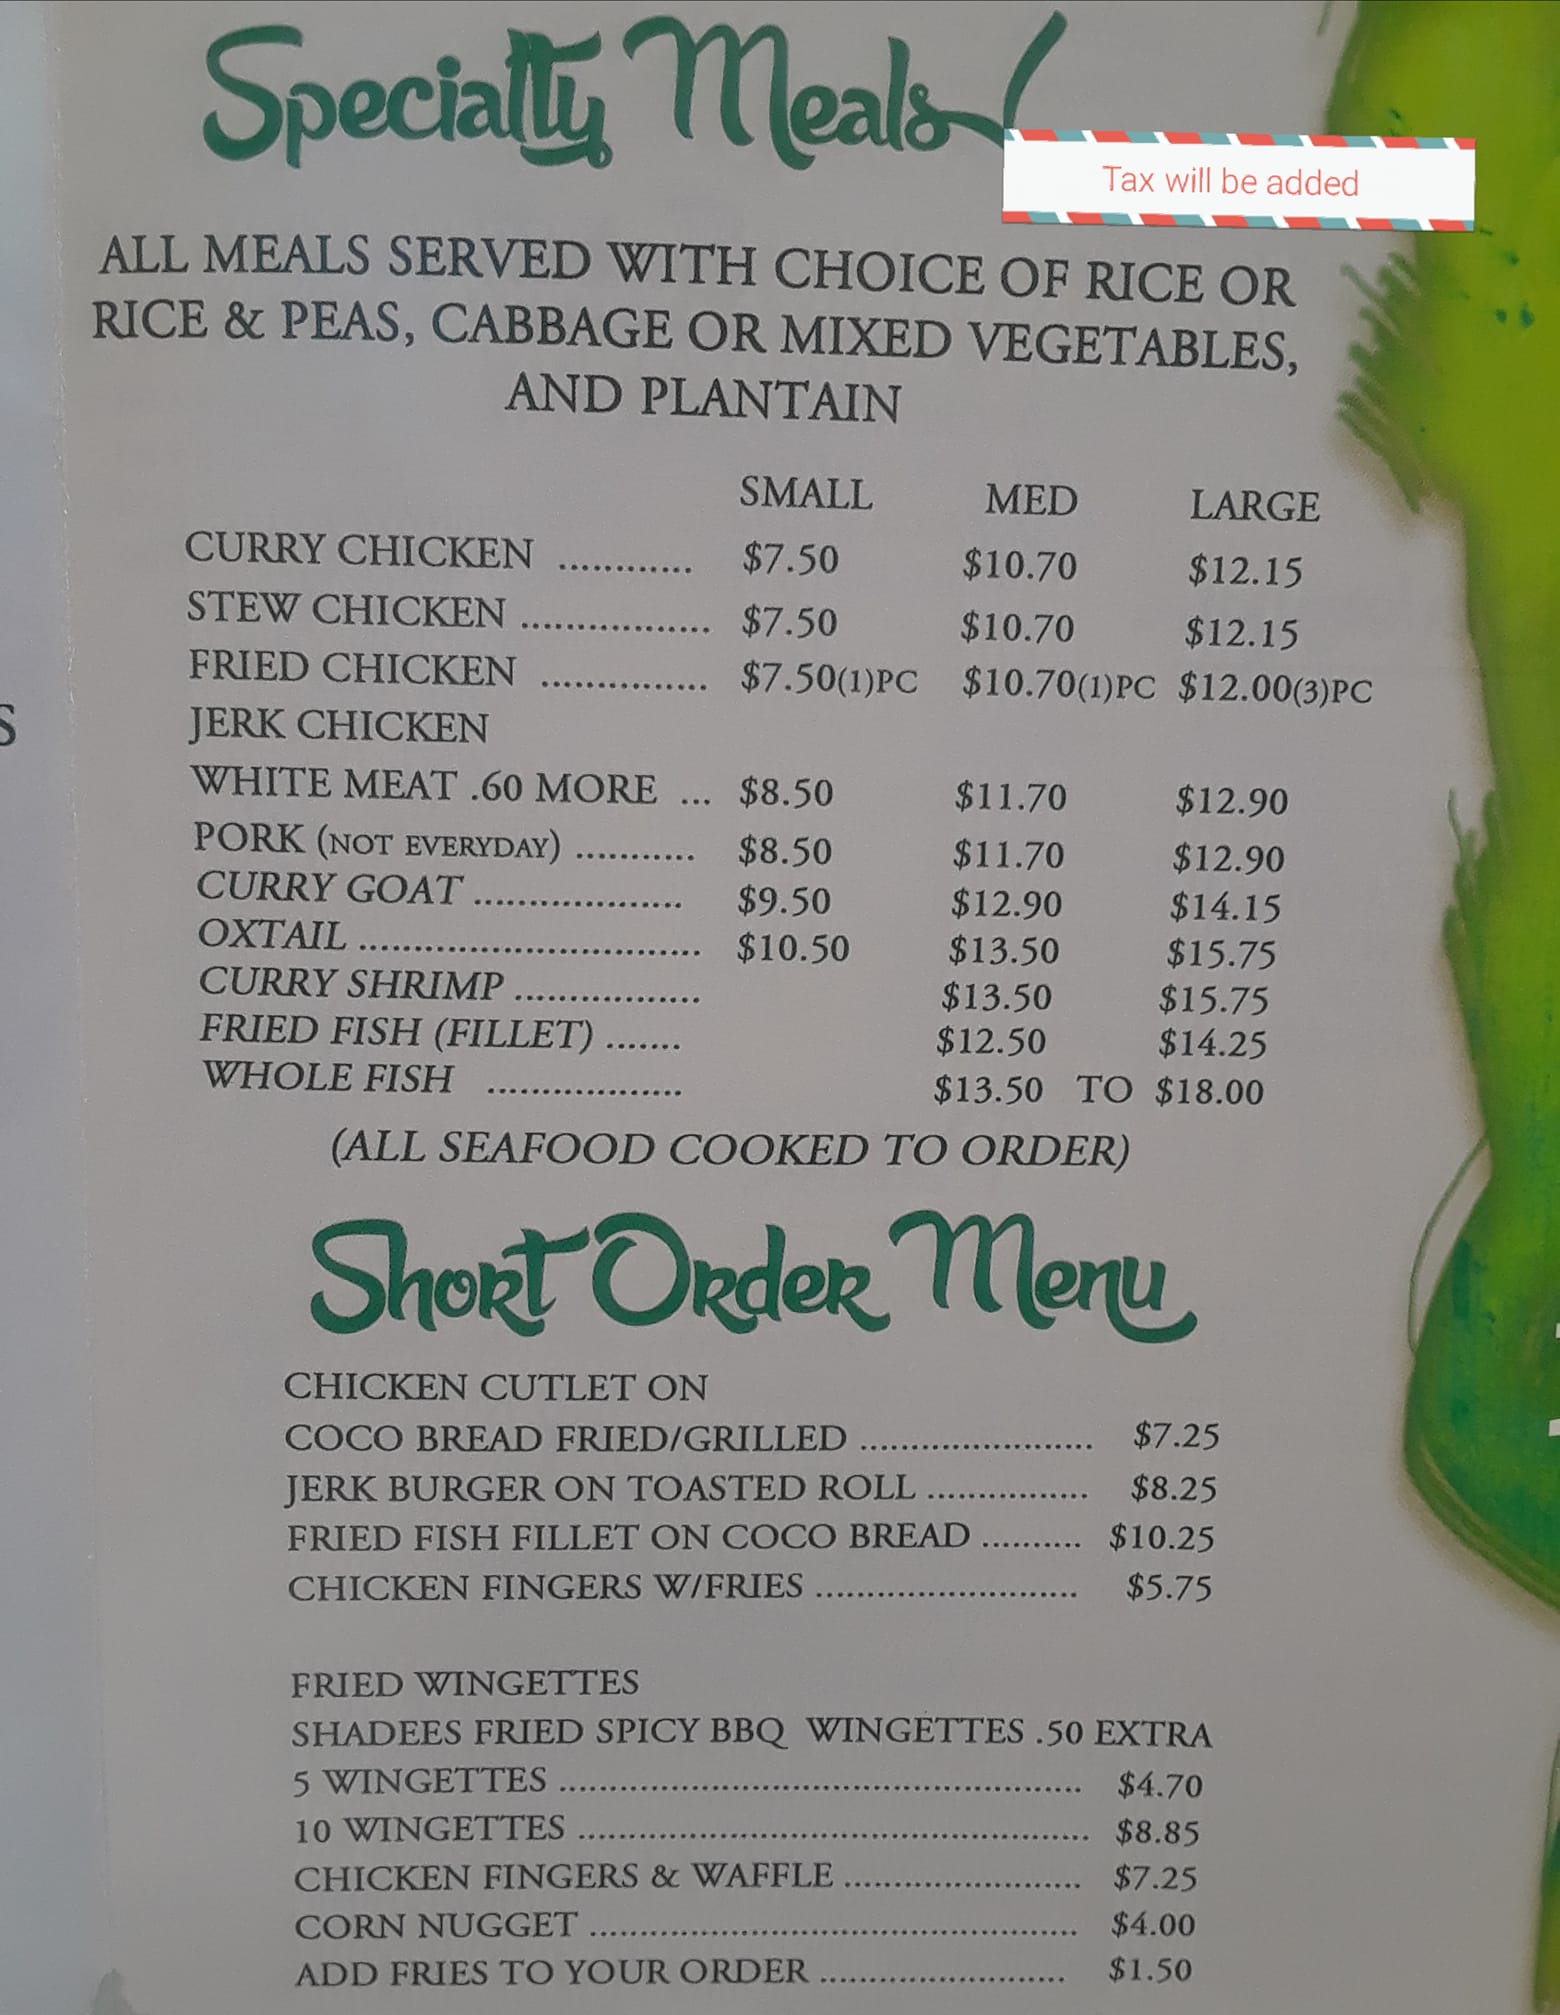 Specialty Meals
Tax will be added
ALL MEALS SERVED WITH CHOICE OF RICE OR
RICE & PEAS, CABBAGE OR MIXED VEGETABLES,
AND PLANTAIN
SMALL MED LARGE
CURRY CHICKEN ............ $7.50 $10.70 $12.15
STEW CHICKEN ................. $7.50 $10.70 $12.15
FRIED CHICKEN ............... $7.50(1)PC $10.70(1)PC $12.00(3)PC
S
JERK CHICKEN
WHITE MEAT .60 MORE ... $8.50 $11.70 $12.90
PORK (NOT EVERYDAY) ........... $8.50 $11.70 $12.90
CURRY GOAT ................... $9.50 $12.90 $14.15
OXTAIL ............................... $10.50 $13.50 $15.75
CURRY SHRIMP ................. $13.50 $15.75
FRIED FISH (FILLET) ....... $12.50 $14.25
WHOLE FISH .................. $13.50 TO $18.00
(ALL SEAFOOD COOKED TO ORDER)
Short Order Menu
CHICKEN CUTLET ON
COCO BREAD FRIED/GRILLED ....................... $7.25
JERK BURGER ON TOASTED ROLL ................ $8.25
FRIED FISH FILLET ON COCO BREAD .......... $10.25
CHICKEN FINGERS W/FRIES .......................... $5.75
FRIED WINGETTES
SHADEES FRIED SPICY BBQ WINGETTES .50 EXTRA
5 WINGETTES .................................................... $4.70
10 WINGETTES ................................................... $8.85
CHICKEN FINGERS & WAFFLE ........................ $7.25
CORN NUGGET ................................................. $4.00
ADD FRIES TO YOUR ORDER ......................... $1.50